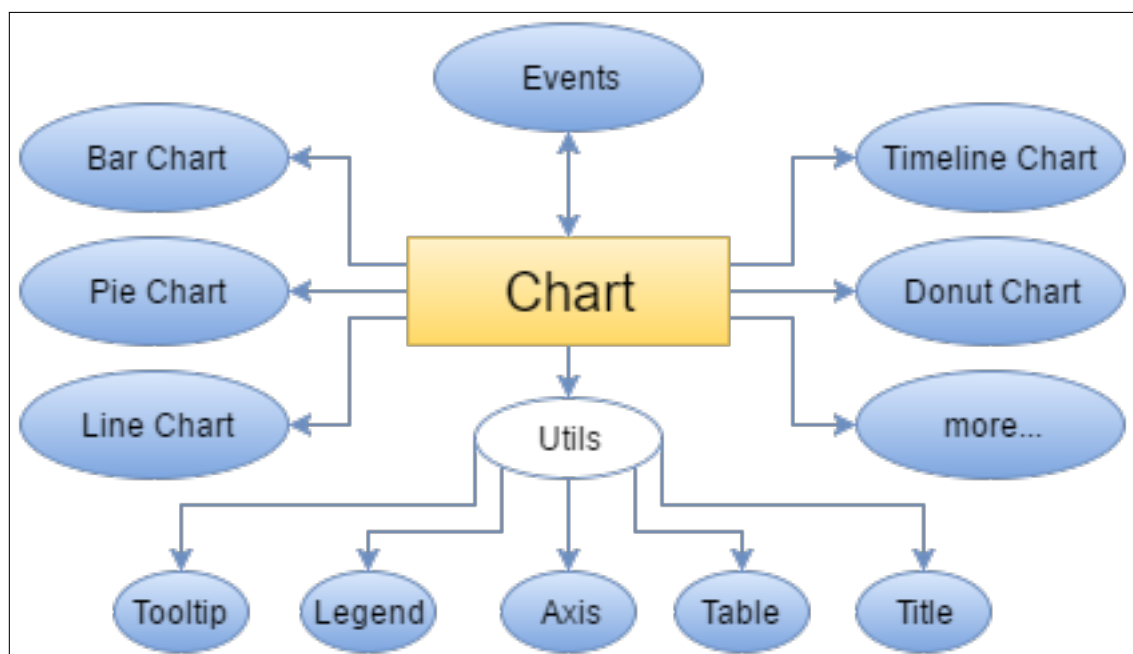 Events
Bar Chart
Timeline Chart
Pie Chart
Chart
Donut Chart
Line Chart
Utils
more...
Tooltip
Legend
Axis
Table
Title